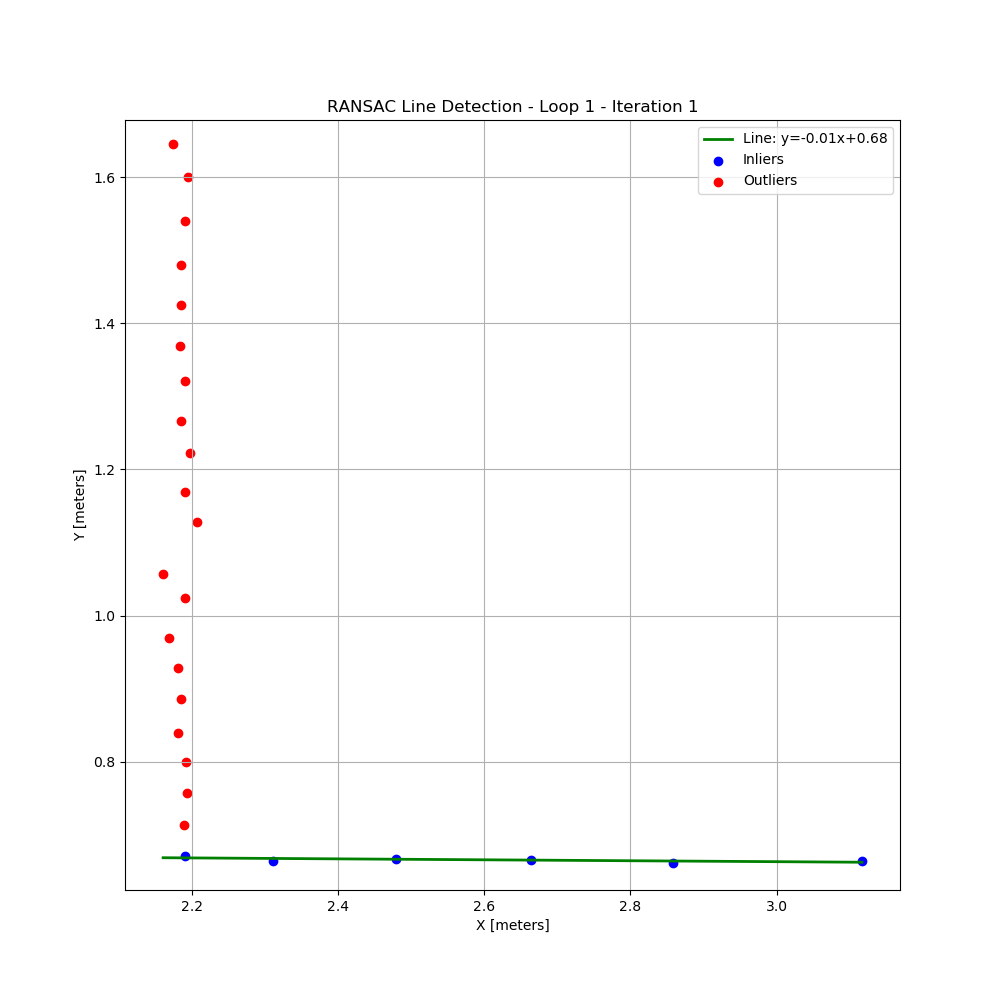 RANSAC Line Detection - Loop 1 - Iteration 1
Line: y=-0.01x+0.68
Inliers
Outliers
Y [meters]
1.6
1.4
1.2
1.0
0.8
2.2 2.4 2.6 2.8 3.0
X [meters]